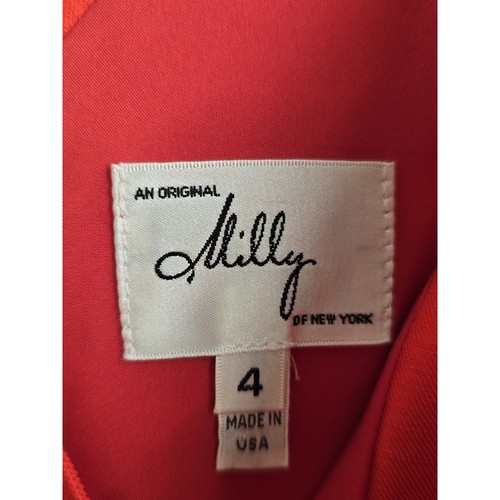 AN ORIGINAL
Milly
OF NEW YORK
4
MADE IN
USA